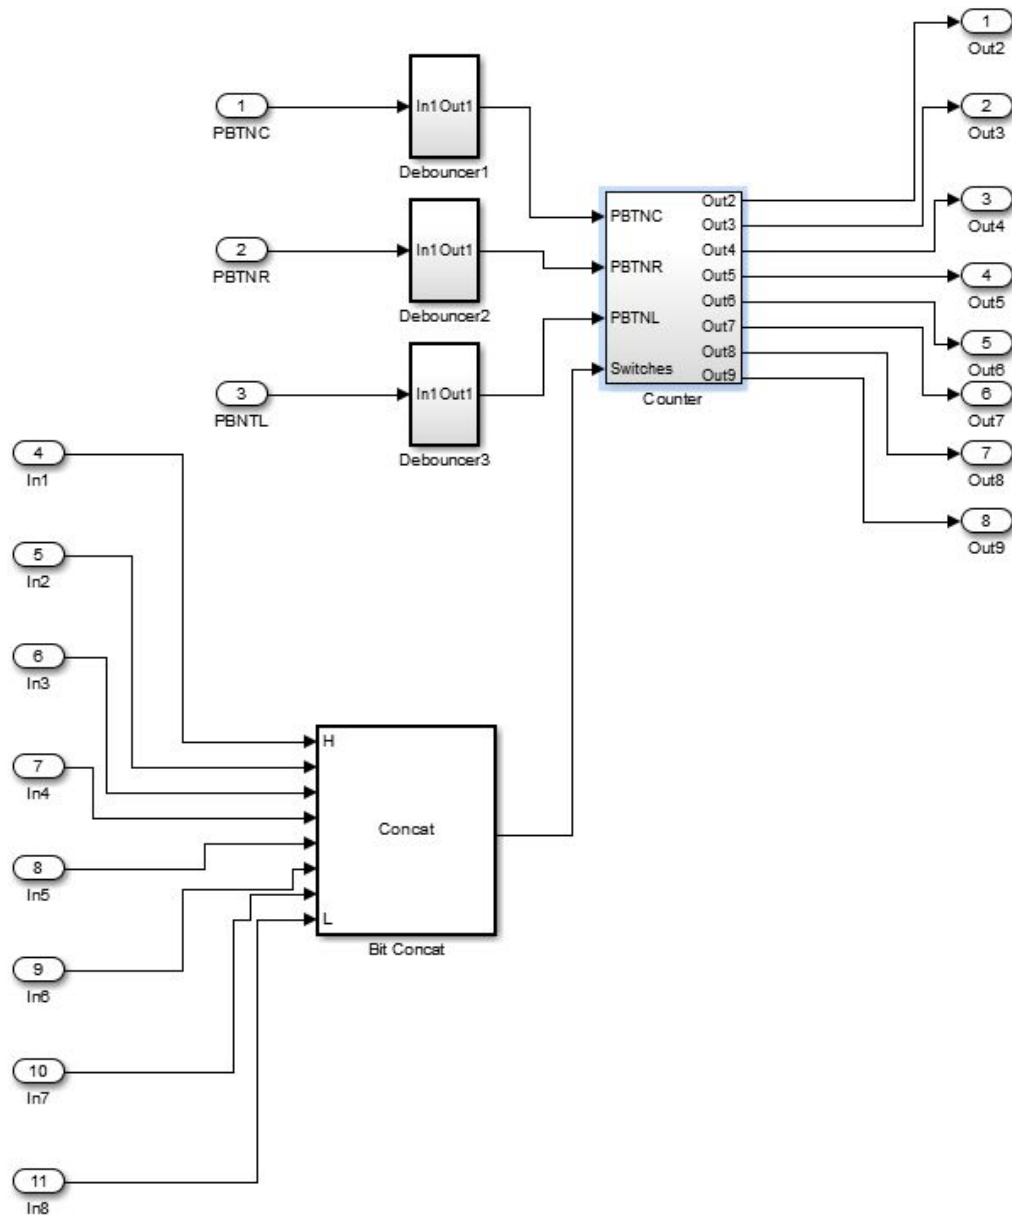 1
Out2
1
PBTNC
In1 Out1
Debouncer1
2
Out3
2
PBTNR
In1 Out1
Debouncer2
3
PBNTL
In1 Out1
Debouncer3
PBTNC
PBTNR
PBTNL
Switches
Out2
Out3
Out4
Out5
Out6
Out7
Out8
Out9
Counter
3
Out4
4
Out5
5
Out6
6
Out7
7
Out8
8
Out9
4
In1
5
In2
6
In3
7
In4
8
In5
9
In6
10
In7
11
In8
H
Concat
L
Bit Concat